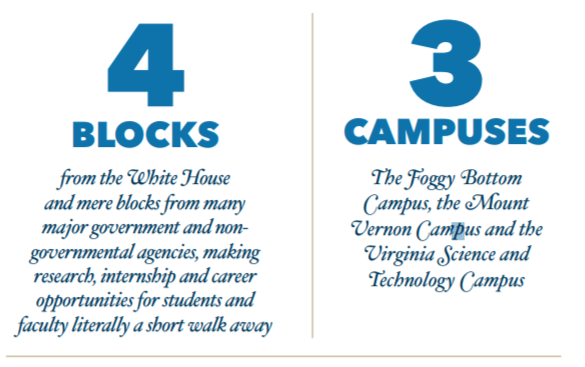 4
BLOCKS
from the White House
and mere blocks from many
major government and non-
governmental agencies, making
research, internship and career
opportunities for students and
faculty literally a short walk away
3
CAMPUSES
The Foggy Bottom
Campus, the Mount
Vernon Campus and the
Virginia Science and
Technology Campus